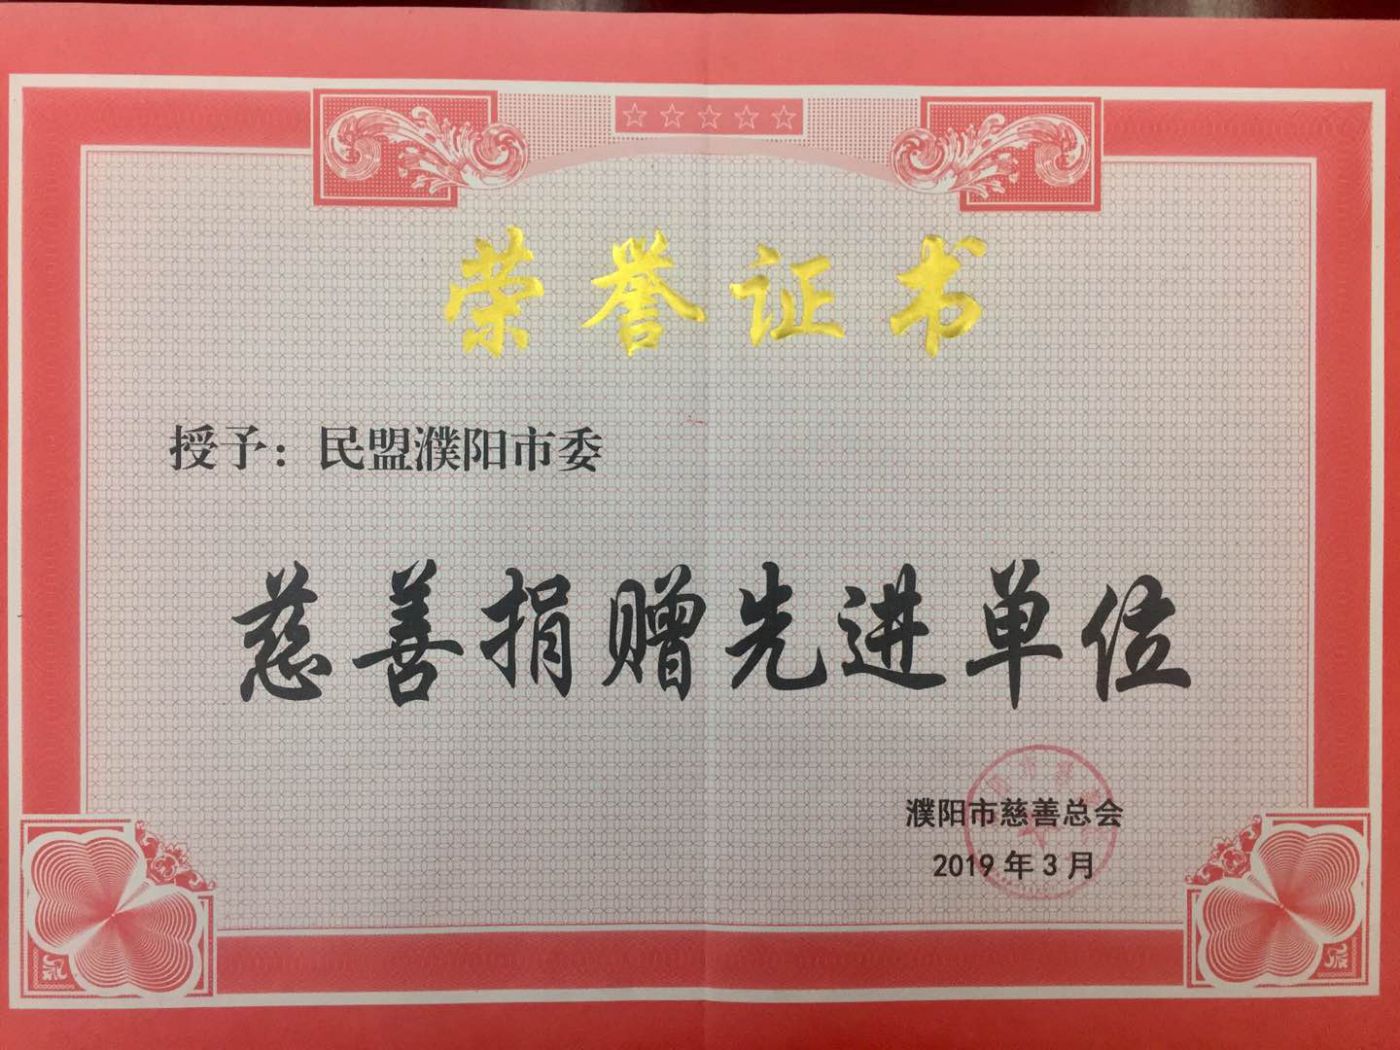 荣誉证书
授予：民盟濮阳市委
慈善捐赠先进单位
濮阳市慈善总会
2019年3月